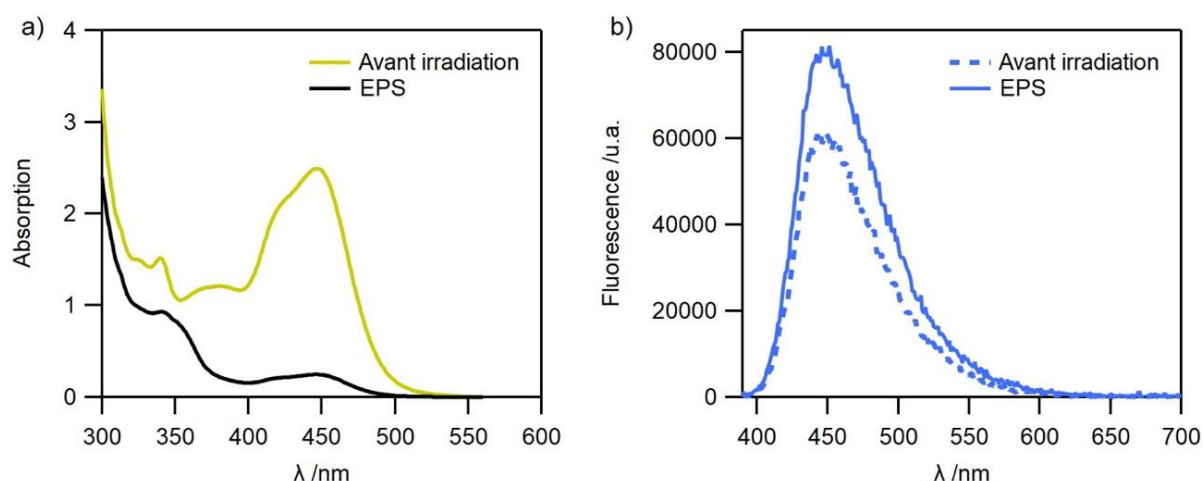 a)
4
3
2
1
0
Absorption
Avant irradiation
EPS
300 350 400 450 500 550 600
λ /nm
b)
80000
60000
40000
20000
0
Fluorescence /u.a.
Avant irradiation
EPS
400 450 500 550 600 650 700
λ /nm